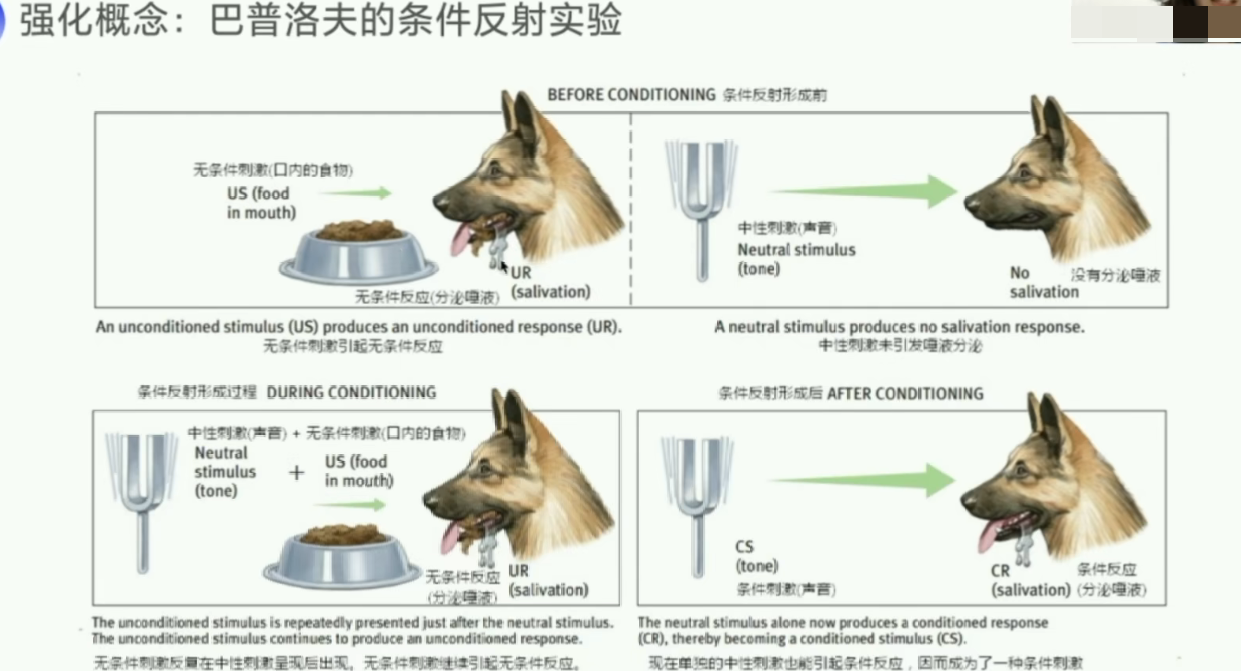 强化概念：巴普洛夫的条件反射实验
BEFORE CONDITIONING 条件反射形成前
无条件刺激(口内的食物)
US (food
in mouth)
UR
(salivation)
无条件反应(分泌唾液)
中性刺激(声音)
Neutral stimulus
(tone)
No
salivation
没有分泌唾液
An unconditioned stimulus (US) produces an unconditioned response (UR).
无条件刺激引起无条件反应
A neutral stimulus produces no salivation response.
中性刺激未引发唾液分泌
条件反射形成过程 DURING CONDITIONING
中性刺激(声音) + 无条件刺激(口内的食物)
Neutral
stimulus
(tone)
+
US (food
in mouth)
无条件反应
(分泌唾液)
UR
(salivation)
The unconditioned stimulus is repeatedly presented just after the neutral stimulus.
The unconditioned stimulus continues to produce an unconditioned response.
无条件刺激反复在中性刺激呈现后出现。无条件刺激继续引起无条件反应。
条件反射形成后 AFTER CONDITIONING
CS
(tone)
条件刺激(声音)
CR
(salivation)
条件反应
(分泌唾液)
The neutral stimulus alone now produces a conditioned response
(CR), thereby becoming a conditioned stimulus (CS).
现在单独的中性刺激也能引起条件反应，因而成为了一种条件刺激